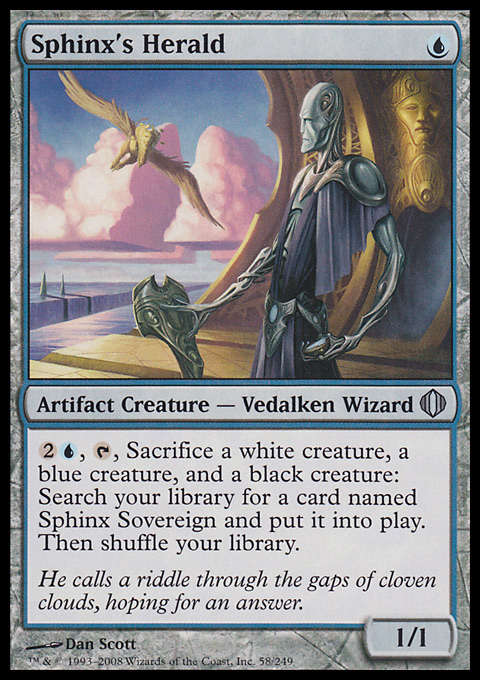 Sphinx's Herald
Artifact Creature — Vedalken Wizard
2, , Sacrifice a white creature, a
blue creature, and a black creature:
Search your library for a card named
Sphinx Sovereign and put it into play.
Then shuffle your library.
He calls a riddle through the gaps of cloven
clouds, hoping for an answer.
Dan Scott
1/1
™ & © 1993–2008 Wizards of the Coast, Inc. 58/249